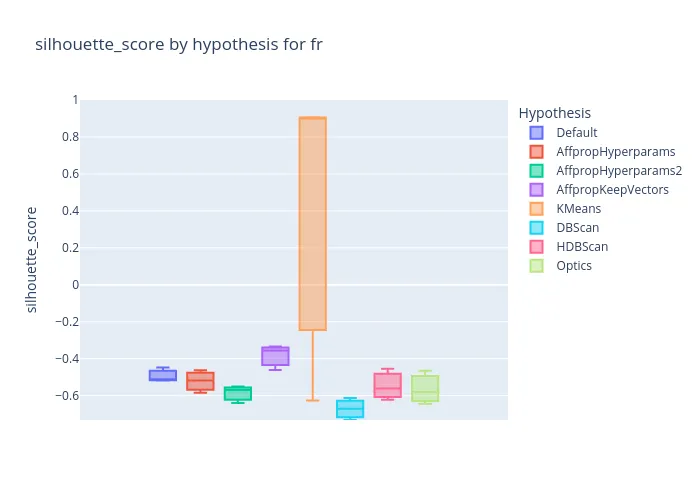 silhouette_score by hypothesis for fr
silhouette_score
1
0.8
0.6
0.4
0.2
0
−0.2
−0.4
−0.6
Hypothesis
Default
AffpropHyperparams
AffpropHyperparams2
AffpropKeepVectors
KMeans
DBScan
HDBScan
Optics